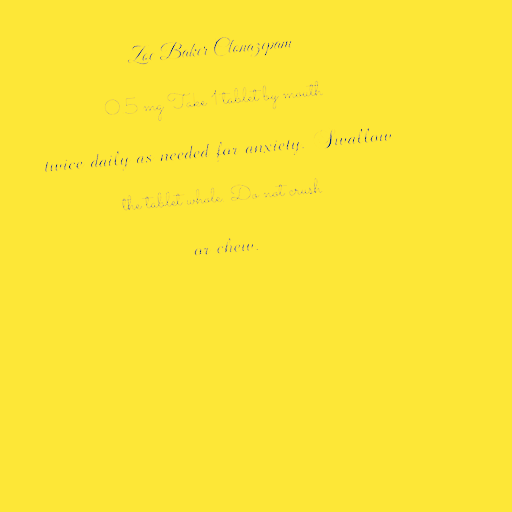 Zoe Baker Clonazepam
0.5 mg Take 1 tablet by mouth
twice daily as needed for anxiety. Swallow
the tablet whole. Do not crush
or chew.